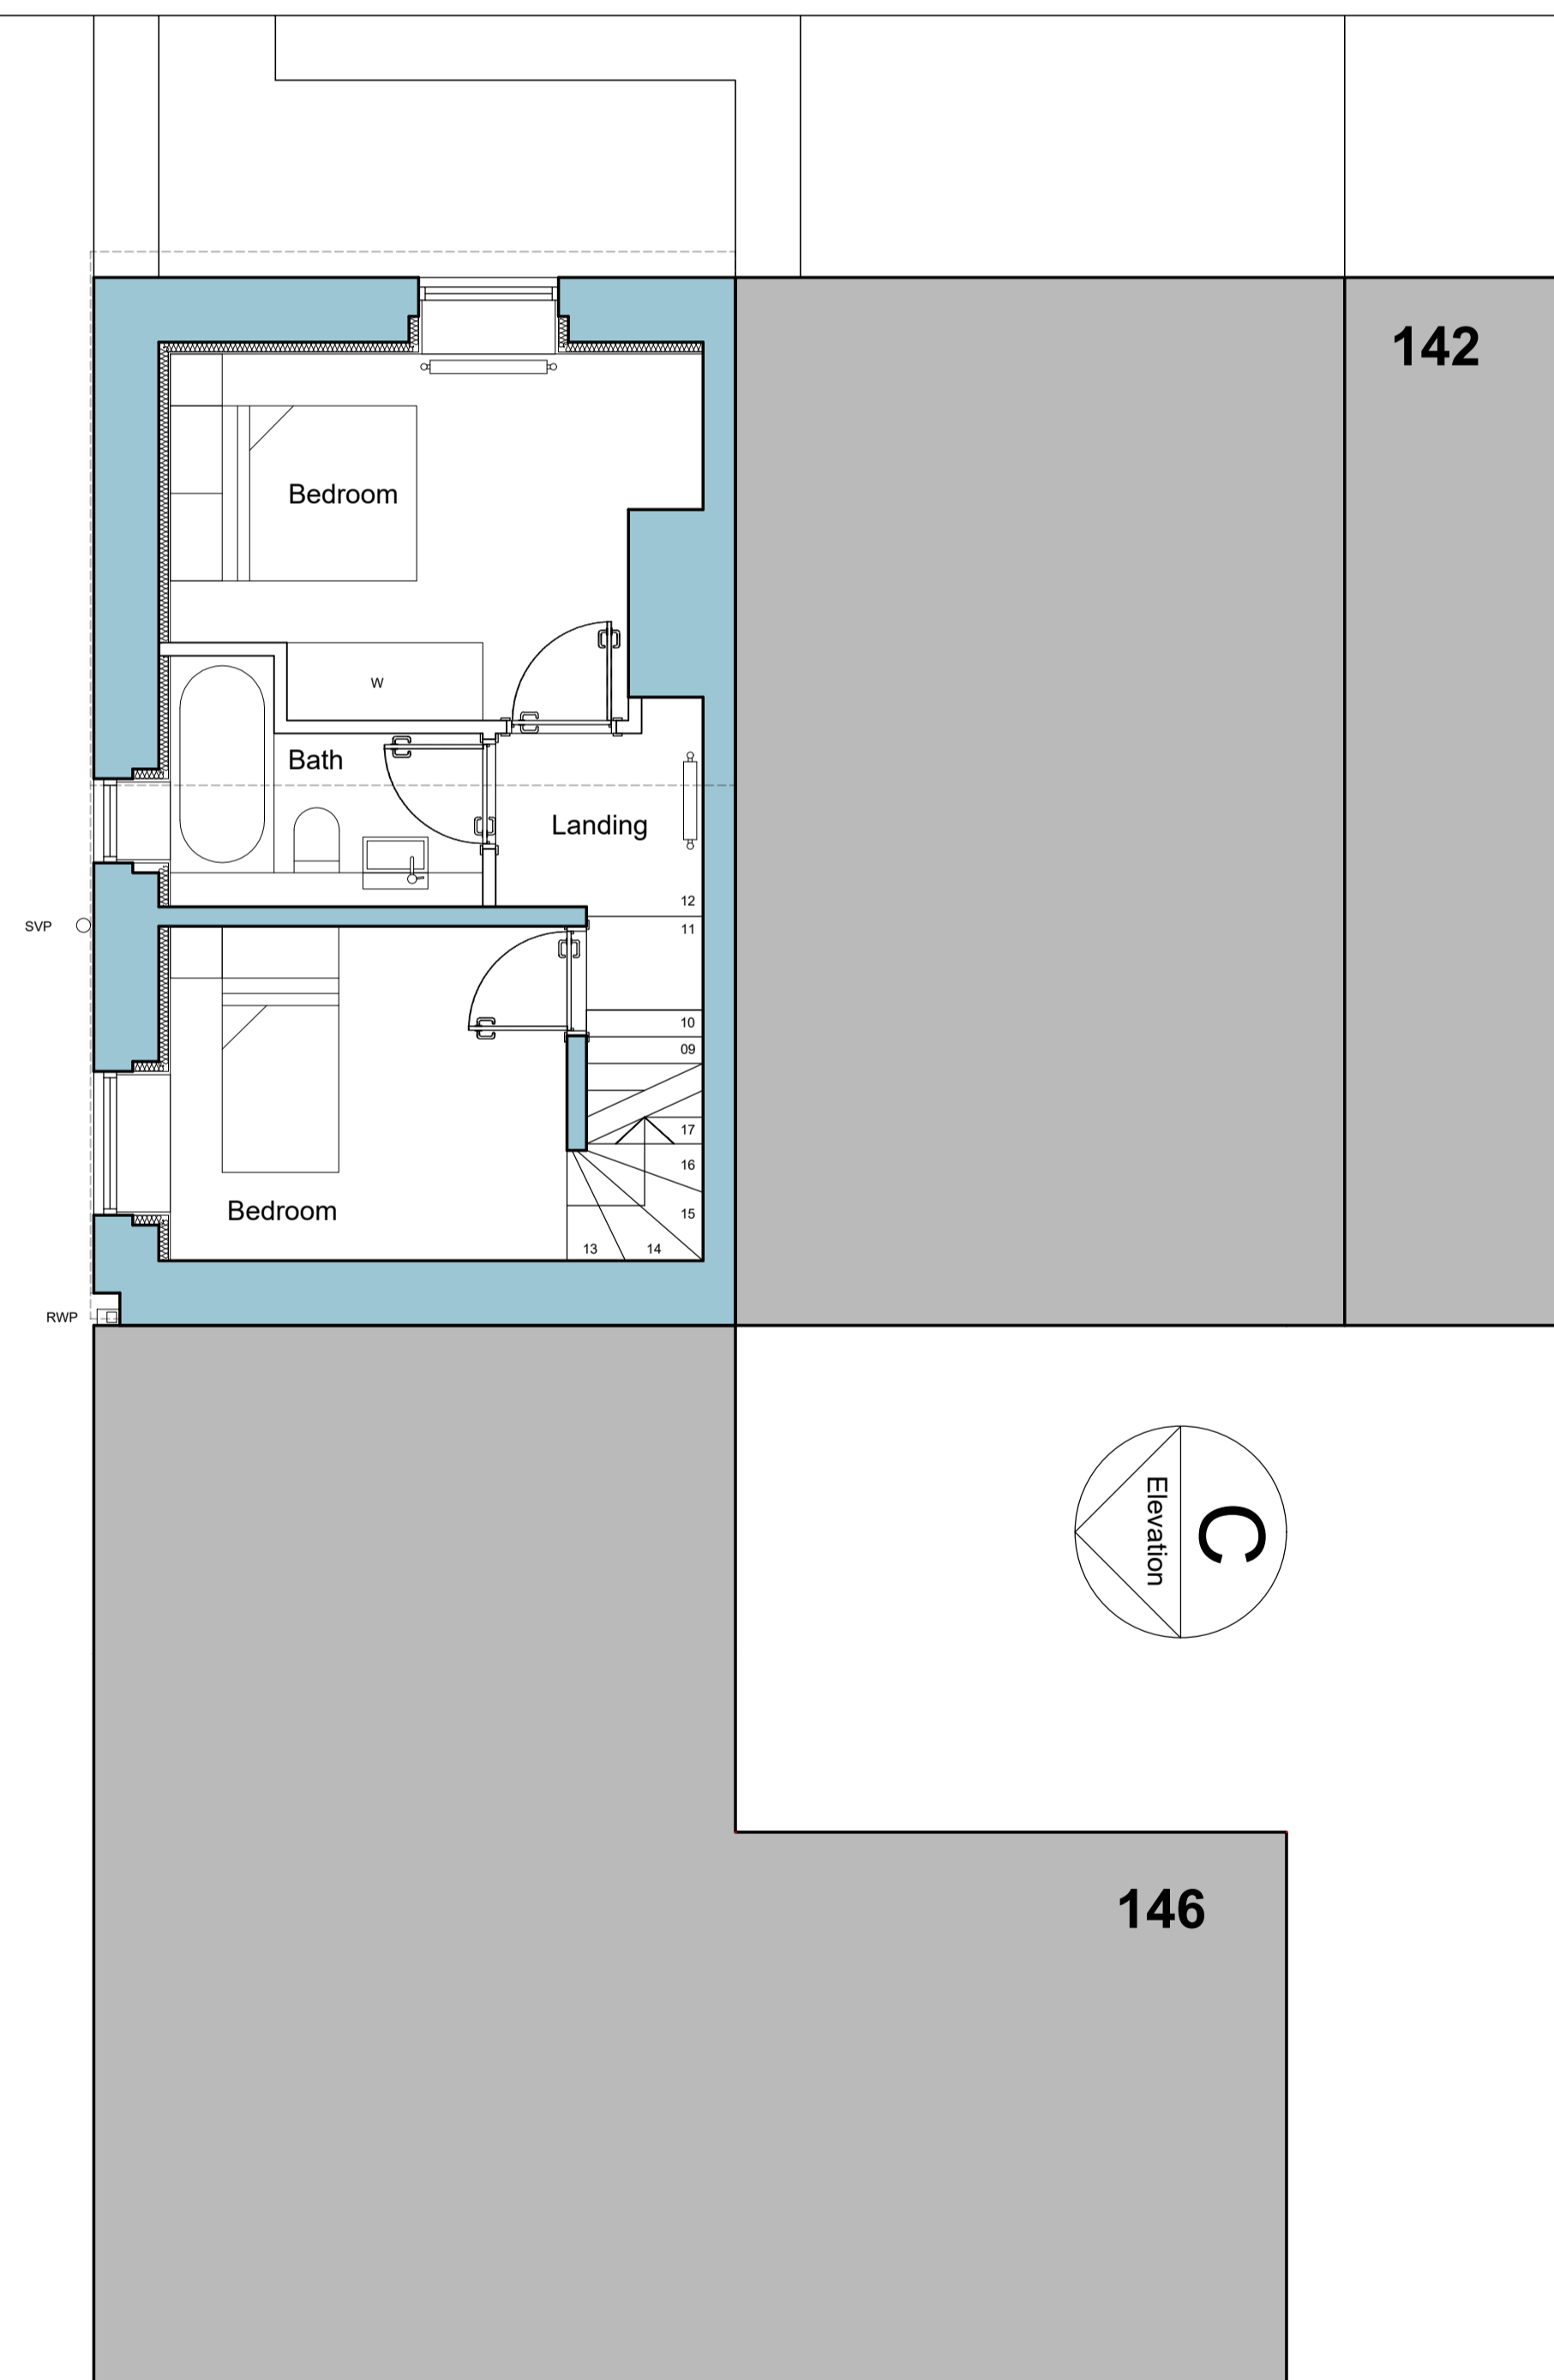 142
Bedroom
W
Bath
Landing
12
SVP
11
10
09
17
16
Bedroom
15
13
14
RWP
C
Elevation
146